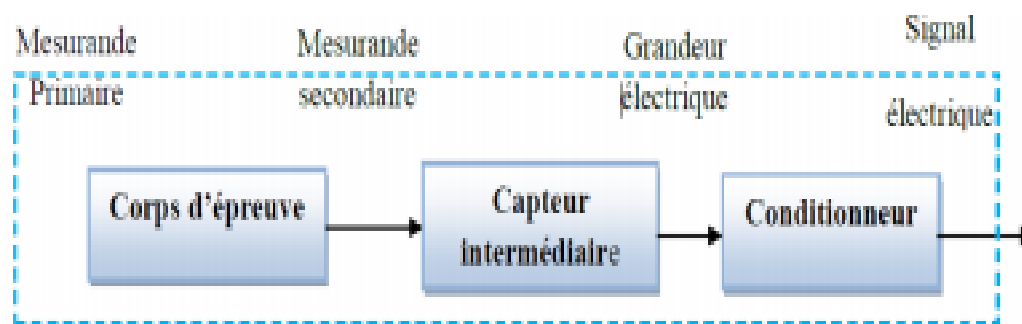 Mesurande
Primaire
Mesurande
secondaire
Grandeur
électrique
Signal
électrique
Corps d’épreuve
Capteur
intermédiaire
Conditionneur